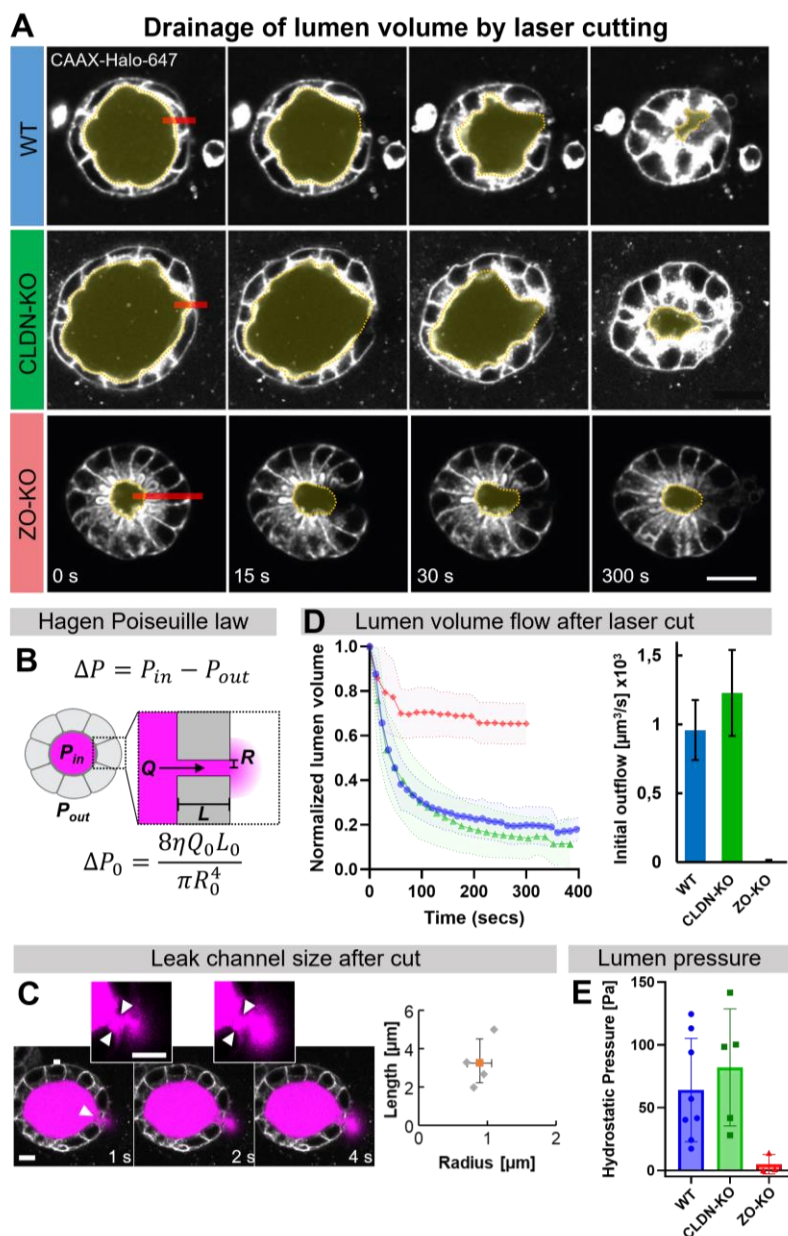 A Drainage of lumen volume by laser cutting
CAAX-Halo-647
WT
CLDN-KO
ZO-KO
0 s
15 s
30 s
300 s
Hagen Poiseuille law
B
ΔP = P_in − P_out
P_in
P_out
Q
R
L
ΔP₀ = 8ηQ₀L₀ / πR₀⁴
D Lumen volume flow after laser cut
Normalized lumen volume
1.0
0.8
0.6
0.4
0.2
0.0
0 100 200 300 400
Time (secs)
Initial outflow [µm³/s] x10³
1,5
1
0,5
0
WT
CLDN-KO
ZO-KO
Leak channel size after cut
C
1 s
2 s
4 s
Length [µm]
6
4
2
0
0 1 2
Radius [µm]
Lumen pressure
E
Hydrostatic Pressure [Pa]
150
100
50
0
WT
CLDN-KO
ZO-KO